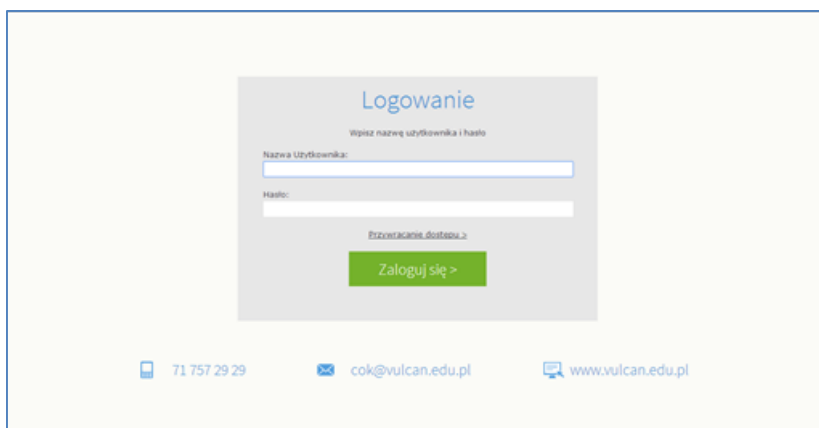 Logowanie
Wpisz nazwę użytkownika i hasło
Nazwa Użytkownika:
Hasło:
Przywracanie dostępu >
Zaloguj się >
71 757 29 29 cok@vulcan.edu.pl www.vulcan.edu.pl